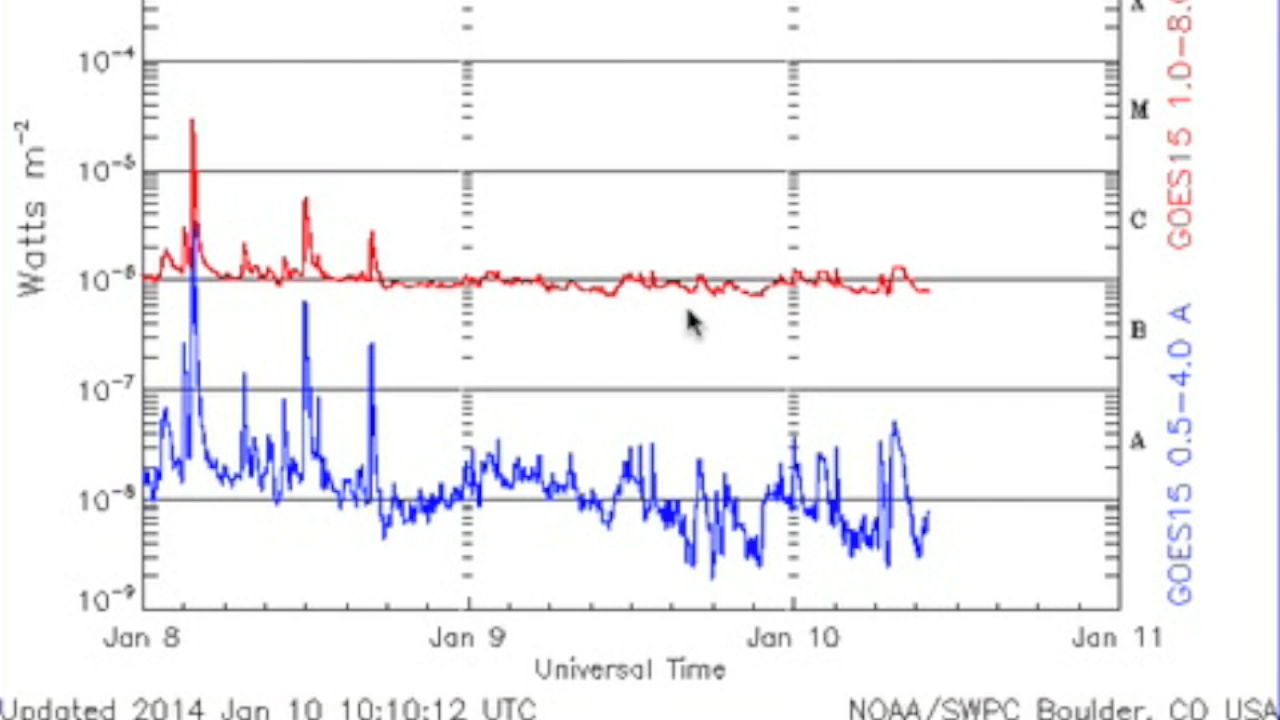 X
10-4
M
10-5
C
10-6
B
10-7
A
10-8
10-9
Watts m-2
GOES15 1.0-8.
GOES15 0.5-4.0 A
Jan 8 Jan 9 Jan 10 Jan 11
Universal Time
Updated 2014 Jan 10 10:10:12 UTC NOAA/SWPC Boulder, CO USA